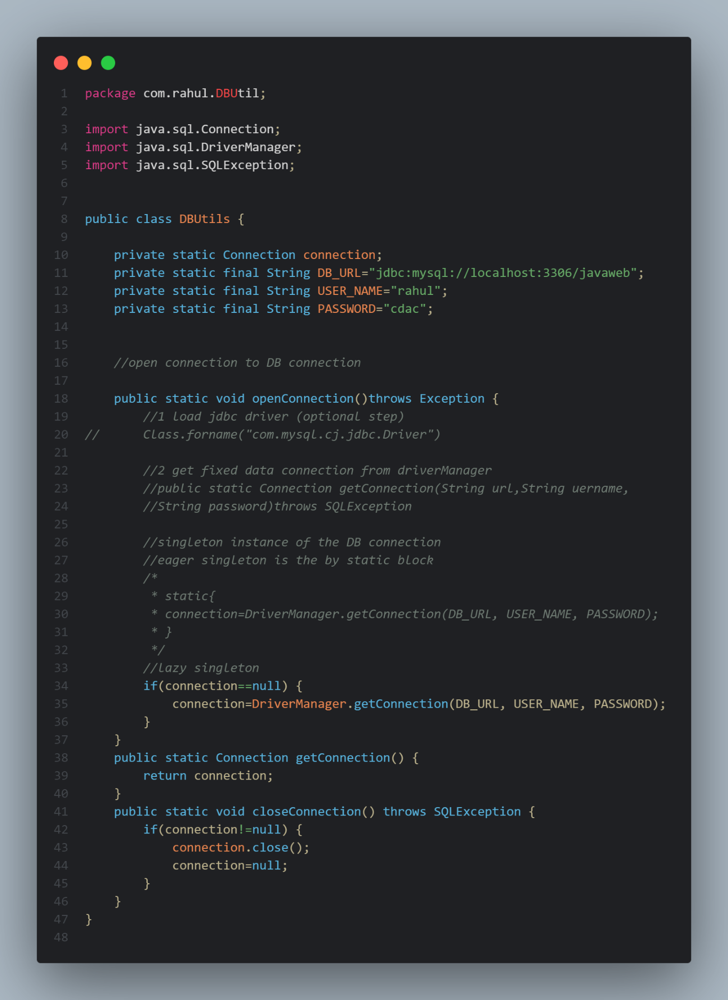 1 package com.rahul.DBUtil;
2
3 import java.sql.Connection;
4 import java.sql.DriverManager;
5 import java.sql.SQLException;
6
7
8 public class DBUtils {
9
10     private static Connection connection;
11     private static final String DB_URL="jdbc:mysql://localhost:3306/javaweb";
12     private static final String USER_NAME="rahul";
13     private static final String PASSWORD="cdac";
14
15
16     //open connection to DB connection
17
18     public static void openConnection()throws Exception {
19         //1 load jdbc driver (optional step)
20 //      Class.forname("com.mysql.cj.jdbc.Driver")
21
22         //2 get fixed data connection from driverManager
23         //public static Connection getConnection(String url,String uername,
24         //String password)throws SQLException
25
26         //singleton instance of the DB connection
27         //eager singleton is the by static block
28         /*
29          * static{
30          * connection=DriverManager.getConnection(DB_URL, USER_NAME, PASSWORD);
31          * }
32          */
33         //lazy singleton
34         if(connection==null) {
35             connection=DriverManager.getConnection(DB_URL, USER_NAME, PASSWORD);
36         }
37     }
38     public static Connection getConnection() {
39         return connection;
40     }
41     public static void closeConnection() throws SQLException {
42         if(connection!=null) {
43             connection.close();
44             connection=null;
45         }
46     }
47 }
48